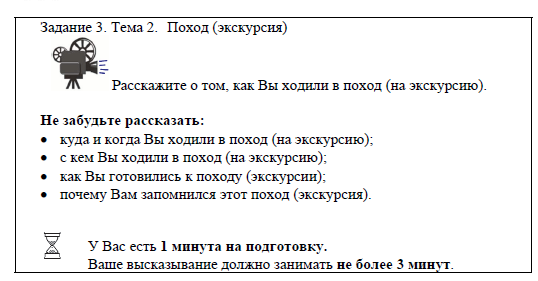 Задание 3. Тема 2. Поход (экскурсия)
Расскажите о том, как Вы ходили в поход (на экскурсию).
Не забудьте рассказать:
• куда и когда Вы ходили в поход (на экскурсию);
• с кем Вы ходили в поход (на экскурсию);
• как Вы готовились к походу (экскурсии);
• почему Вам запомнился этот поход (экскурсия).
У Вас есть 1 минута на подготовку.
Ваше высказывание должно занимать не более 3 минут.